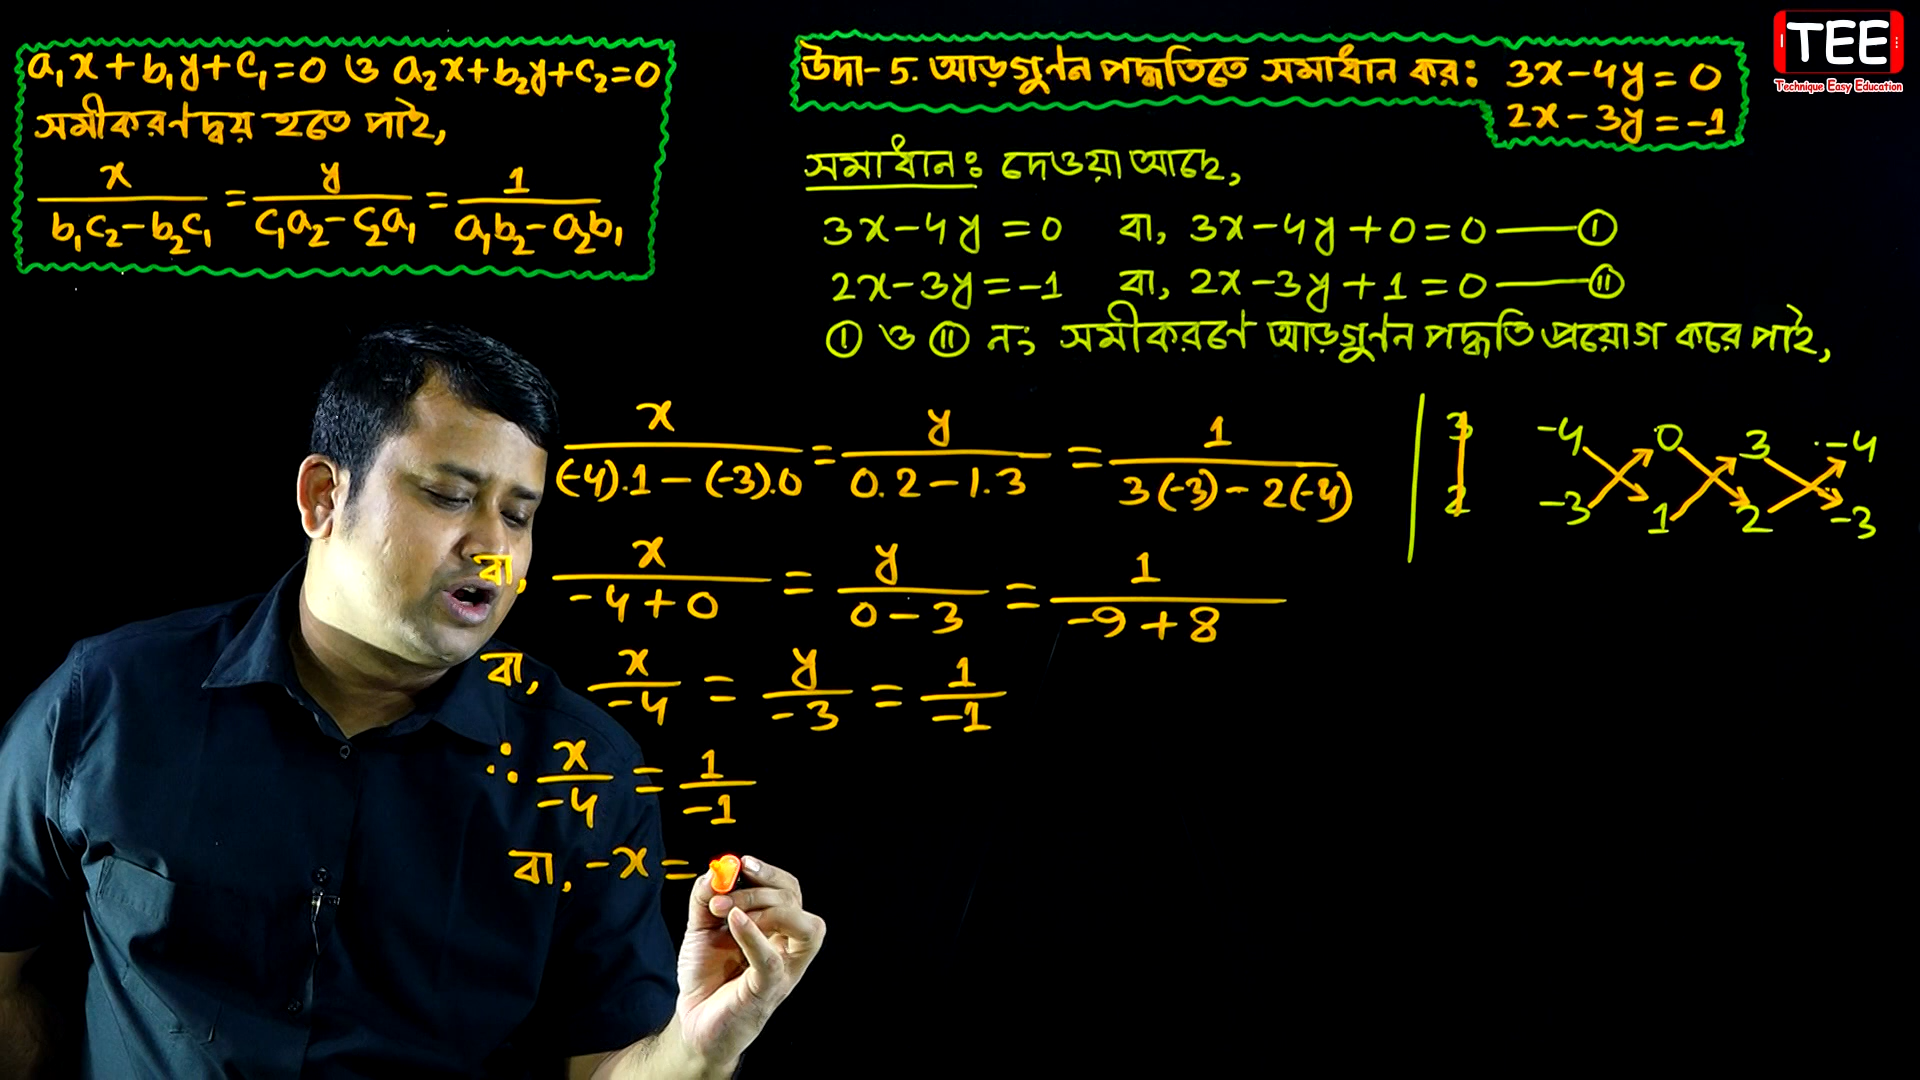 a₁x + b₁y + c₁ = 0 ও a₂x + b₂y + c₂ = 0
সমীকরণদ্বয় হতে পাই,
x/(b₁c₂ - b₂c₁) = y/(c₁a₂ - c₂a₁) = 1/(a₁b₂ - a₂b₁)
উদা- 5. আড়গুণন পদ্ধতিতে সমাধান কর: 3x - 4y = 0
2x - 3y = -1
TEE
Technique Easy Education
সমাধান: দেওয়া আছে,
3x - 4y = 0 বা, 3x - 4y + 0 = 0 — (i)
2x - 3y = -1 বা, 2x - 3y + 1 = 0 — (ii)
(i) ও (ii) নং সমীকরণে আড়গুণন পদ্ধতি প্রয়োগ করে পাই,
x/((-4).1 - (-3).0) = y/(0.2 - 1.3) = 1/(3(-3) - 2(-4))
3 -4 0 3 -4
2 -3 1 2 -3
বা, x/(-4 + 0) = y/(0 - 3) = 1/(-9 + 8)
বা, x/-4 = y/-3 = 1/-1
∴ x/-4 = 1/-1
বা, -x = -